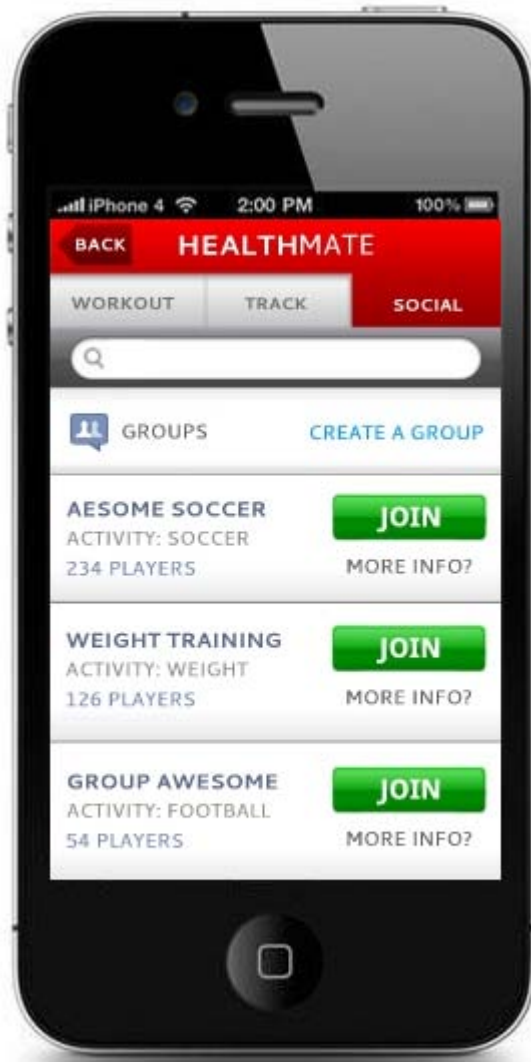 iPhone 4 2:00 PM 100%
BACK HEALTHMATE
WORKOUT TRACK SOCIAL
GROUPS CREATE A GROUP
AESOME SOCCER JOIN
ACTIVITY: SOCCER
234 PLAYERS MORE INFO?
WEIGHT TRAINING JOIN
ACTIVITY: WEIGHT
126 PLAYERS MORE INFO?
GROUP AWESOME JOIN
ACTIVITY: FOOTBALL
54 PLAYERS MORE INFO?